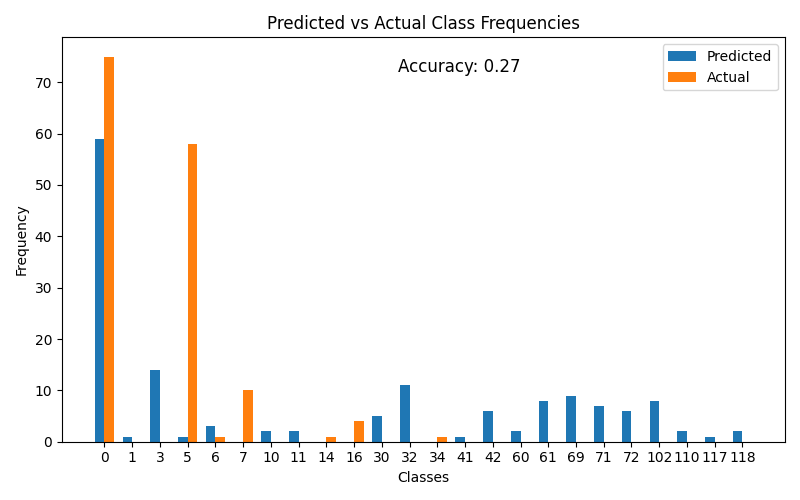 Predicted vs Actual Class Frequencies
Accuracy: 0.27
Predicted
Actual
Frequency
70
60
50
40
30
20
10
0
0 1 3 5 6 7 10 11 14 16 30 32 34 41 42 60 61 69 71 72 102 110 117 118
Classes